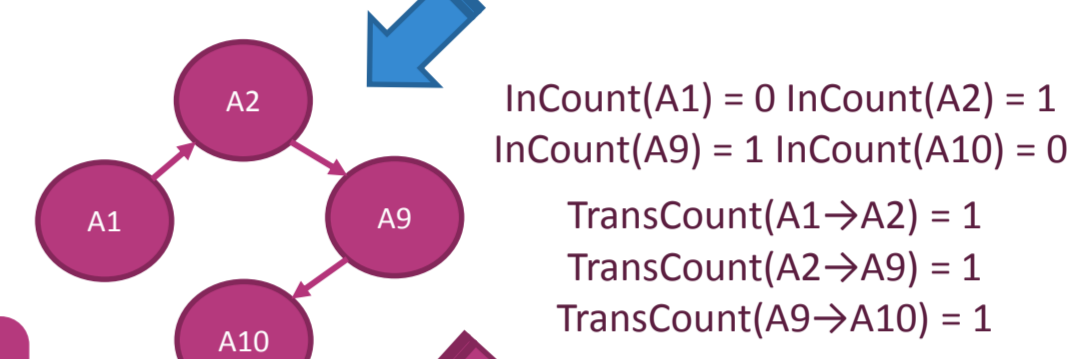 A2
A1
A9
A10
InCount(A1) = 0 InCount(A2) = 1
InCount(A9) = 1 InCount(A10) = 0
TransCount(A1→A2) = 1
TransCount(A2→A9) = 1
TransCount(A9→A10) = 1